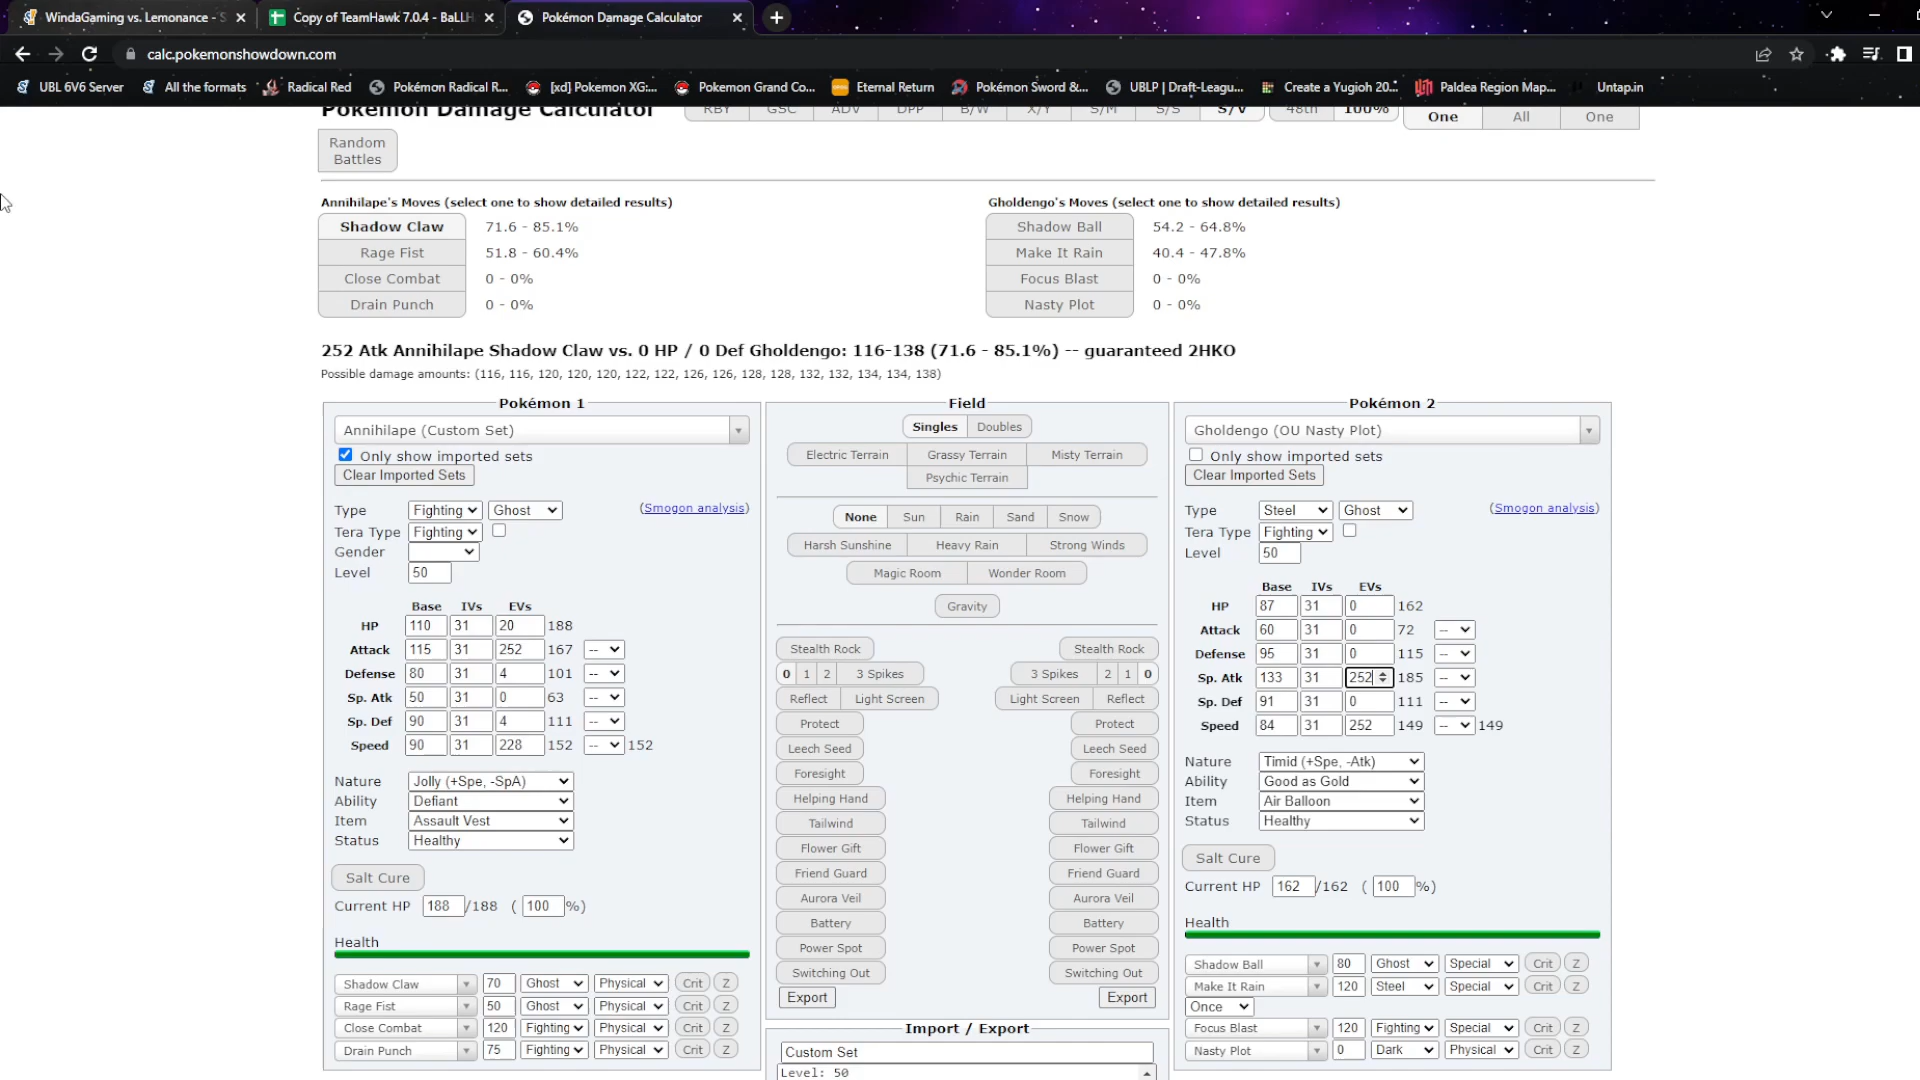 WindaGaming vs. Lemonance - S
Copy of TeamHawk 7.0.4 - BaLLH
Pokémon Damage Calculator
calc.pokemonshowdown.com
UBL 6V6 Server All the formats Radical Red Pokémon Radical R... [xd] Pokemon XG:... Pokemon Grand Co... Eternal Return Pokémon Sword &... UBLP | Draft-Leagu... Create a Yugioh 20... Paldea Region Map... Untap.in
Pokémon Damage Calculator RBY GSC ADV DPP B/W X/Y S/M S/S S/V 48th 100% One All One
Random
Battles
Annihilape's Moves (select one to show detailed results)
Shadow Claw 71.6 - 85.1%
Rage Fist 51.8 - 60.4%
Close Combat 0 - 0%
Drain Punch 0 - 0%
Gholdengo's Moves (select one to show detailed results)
Shadow Ball 54.2 - 64.8%
Make It Rain 40.4 - 47.8%
Focus Blast 0 - 0%
Nasty Plot 0 - 0%
252 Atk Annihilape Shadow Claw vs. 0 HP / 0 Def Gholdengo: 116-138 (71.6 - 85.1%) -- guaranteed 2HKO
Possible damage amounts: (116, 116, 120, 120, 120, 122, 122, 126, 126, 128, 128, 132, 132, 134, 134, 138)
Pokémon 1
Annihilape (Custom Set)
Only show imported sets
Clear Imported Sets
Type Fighting Ghost (Smogon analysis)
Tera Type Fighting
Gender
Level 50
Base IVs EVs
HP 110 31 20 188
Attack 115 31 252 167 --
Defense 80 31 4 101 --
Sp. Atk 50 31 0 63 --
Sp. Def 90 31 4 111 --
Speed 90 31 228 152 -- 152
Nature Jolly (+Spe, -SpA)
Ability Defiant
Item Assault Vest
Status Healthy
Salt Cure
Current HP 188 /188 ( 100 %)
Health
Shadow Claw 70 Ghost Physical Crit Z
Rage Fist 50 Ghost Physical Crit Z
Close Combat 120 Fighting Physical Crit Z
Drain Punch 75 Fighting Physical Crit Z
Field
Singles Doubles
Electric Terrain Grassy Terrain Misty Terrain
Psychic Terrain
None Sun Rain Sand Snow
Harsh Sunshine Heavy Rain Strong Winds
Magic Room Wonder Room
Gravity
Stealth Rock Stealth Rock
0 1 2 3 Spikes 3 Spikes 2 1 0
Reflect Light Screen Light Screen Reflect
Protect Protect
Leech Seed Leech Seed
Foresight Foresight
Helping Hand Helping Hand
Tailwind Tailwind
Flower Gift Flower Gift
Friend Guard Friend Guard
Aurora Veil Aurora Veil
Battery Battery
Power Spot Power Spot
Switching Out Switching Out
Export Export
Import / Export
Custom Set
Level: 50
Pokémon 2
Gholdengo (OU Nasty Plot)
Only show imported sets
Clear Imported Sets
Type Steel Ghost (Smogon analysis)
Tera Type Fighting
Level 50
Base IVs EVs
HP 87 31 0 162
Attack 60 31 0 72 --
Defense 95 31 0 115 --
Sp. Atk 133 31 252 185 --
Sp. Def 91 31 0 111 --
Speed 84 31 252 149 -- 149
Nature Timid (+Spe, -Atk)
Ability Good as Gold
Item Air Balloon
Status Healthy
Salt Cure
Current HP 162 /162 ( 100 %)
Health
Shadow Ball 80 Ghost Special Crit Z
Make It Rain 120 Steel Special Crit Z
Once
Focus Blast 120 Fighting Special Crit Z
Nasty Plot 0 Dark Physical Crit Z